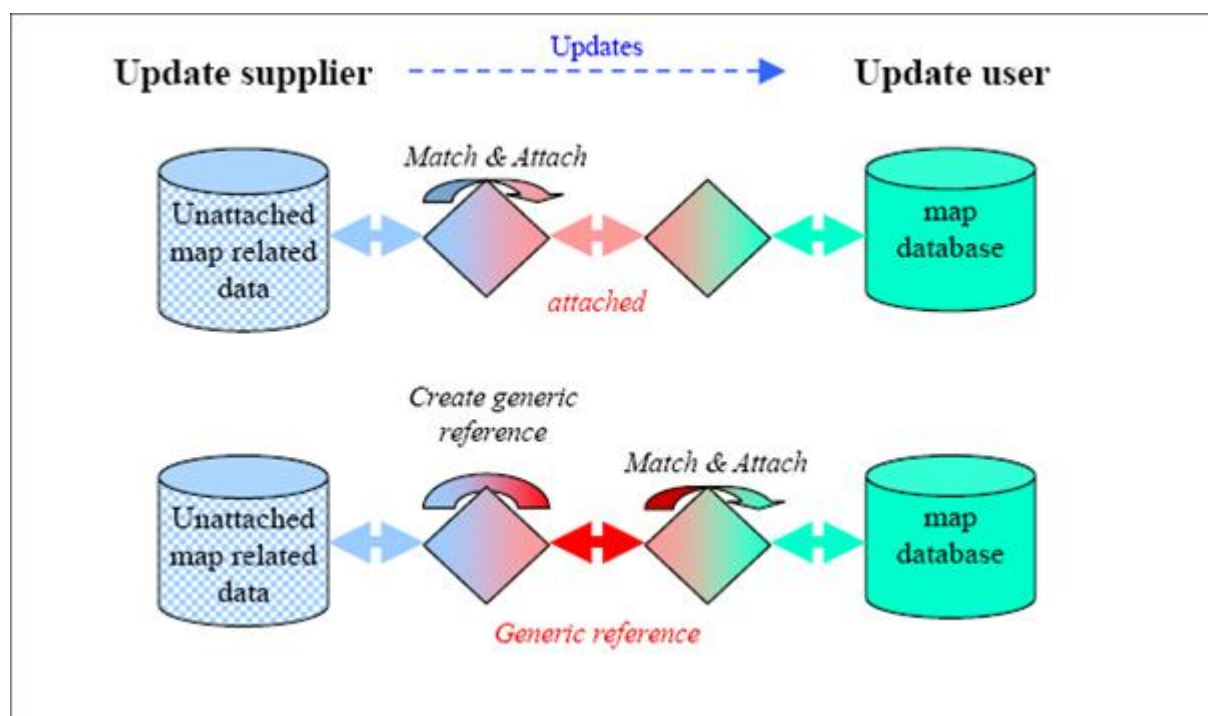 Updates
Update supplier
Update user
Match & Attach
Unattached
map related
data
map
database
attached
Create generic
reference
Match & Attach
Unattached
map related
data
map
database
Generic reference